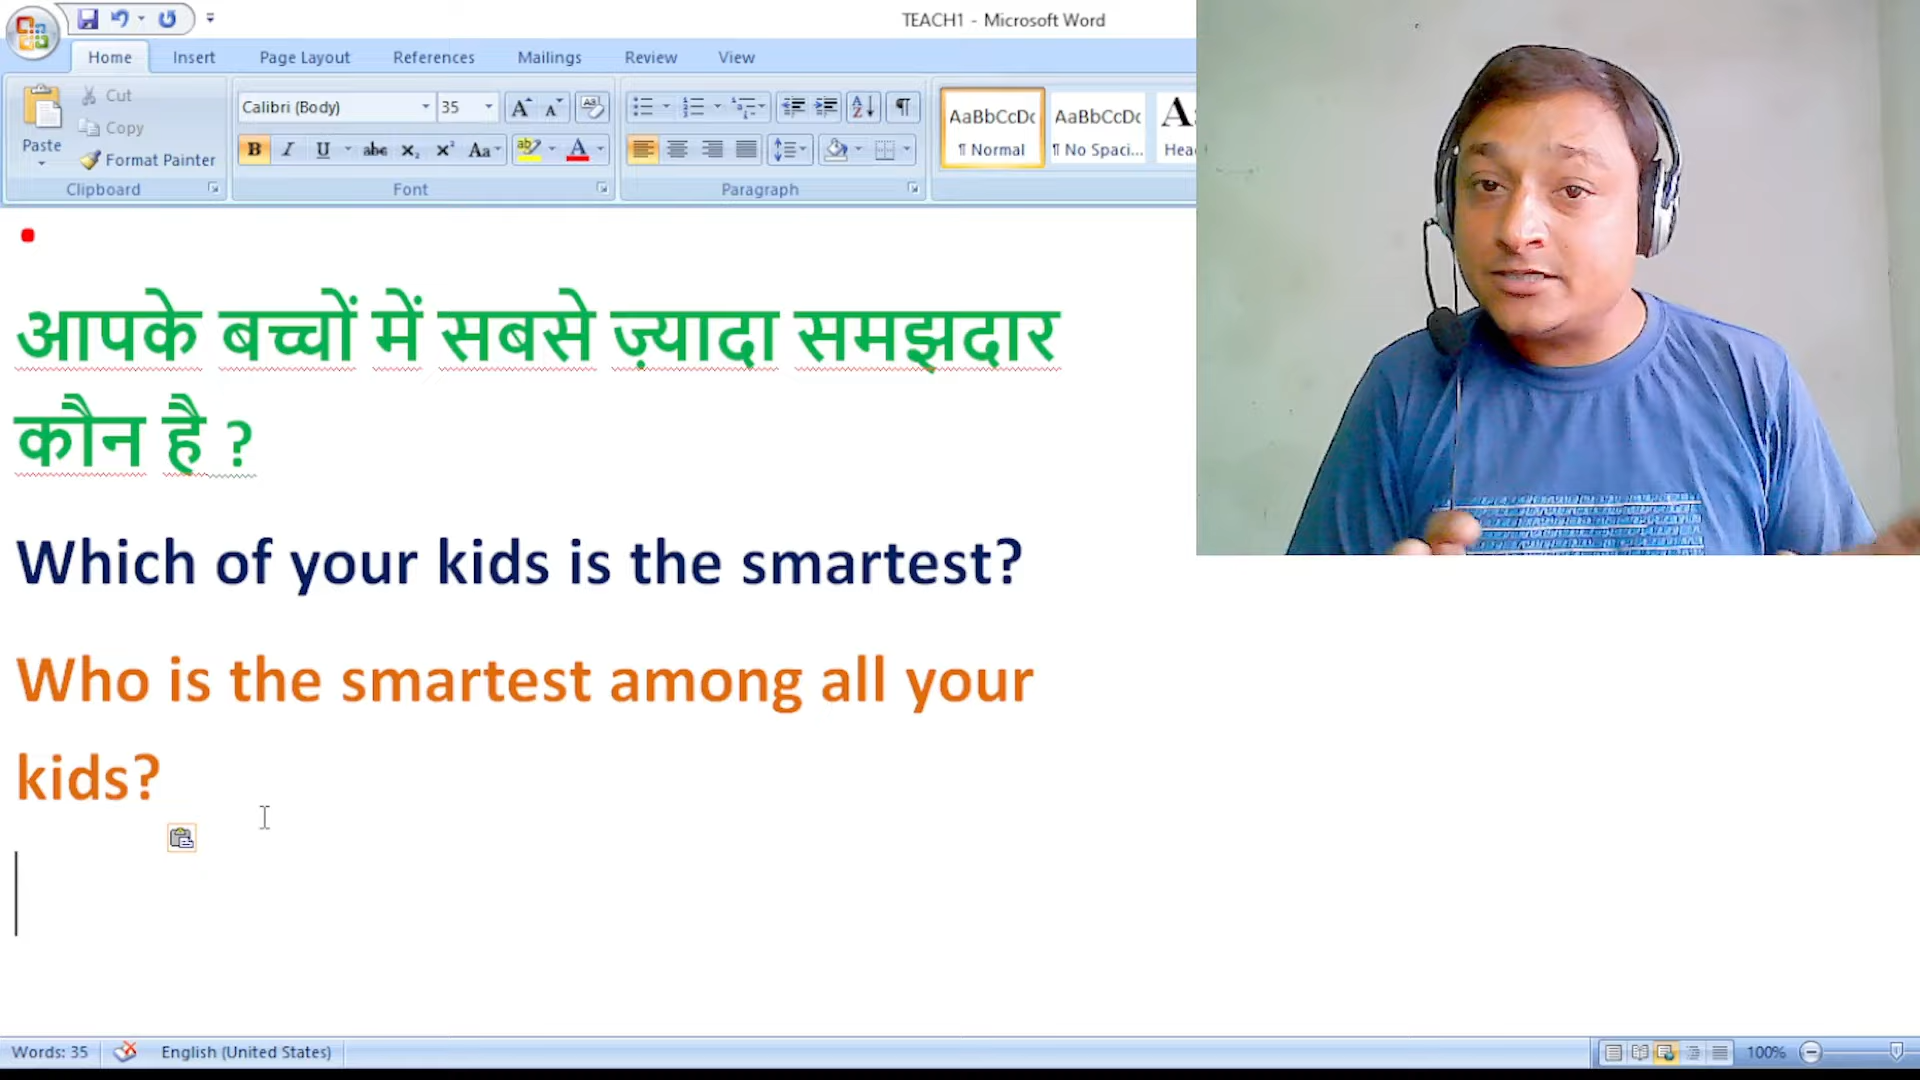 TEACH1 - Microsoft Word
Home Insert Page Layout References Mailings Review View
Cut
Calibri (Body) 35
AaBbCcDc AaBbCcDc
Copy
Paste
Format Painter
¶ Normal ¶ No Spaci... Hea
Clipboard Font Paragraph
आपके बच्चों में सबसे ज़्यादा समझदार
कौन है ?
Which of your kids is the smartest?
Who is the smartest among all your
kids?
Words: 35 English (United States) 100%